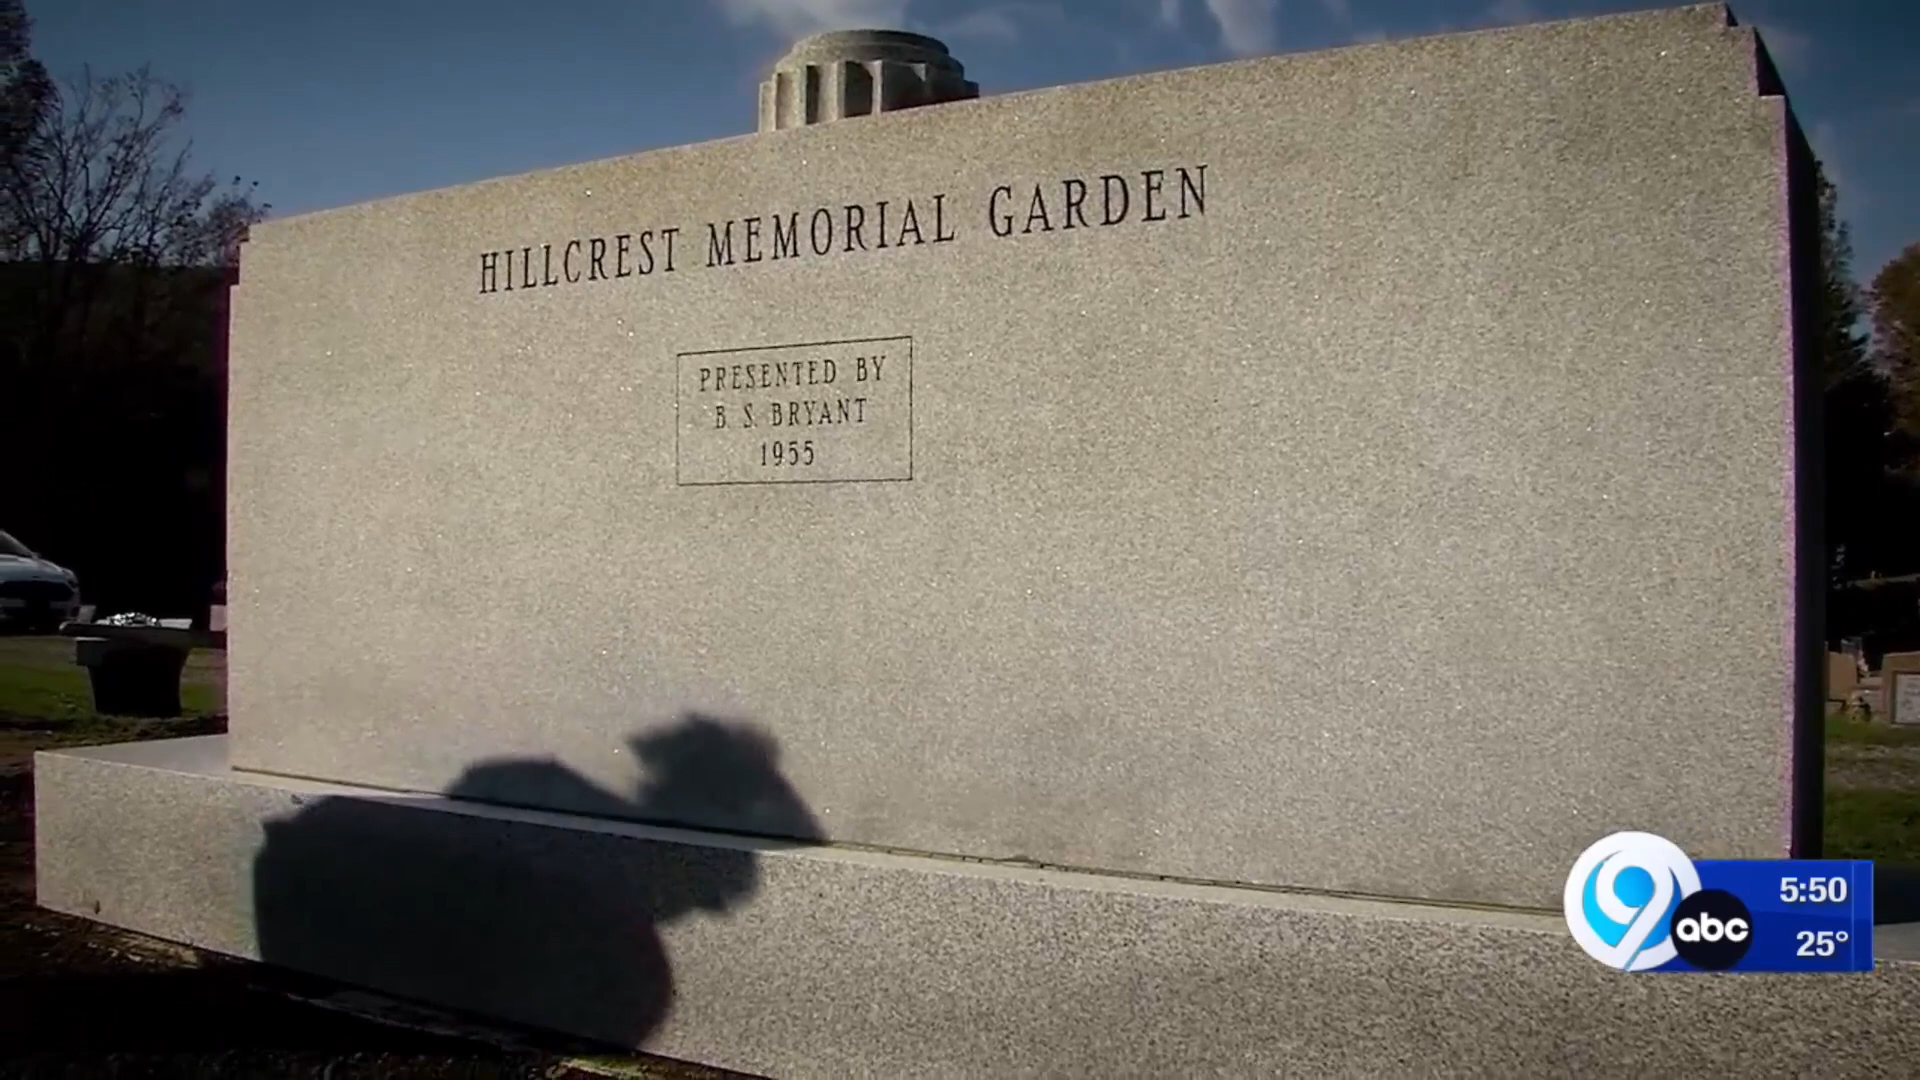 HILLCREST MEMORIAL GARDEN
PRESENTED BY
B. S. BRYANT
1955
9
abc
5:50
25°